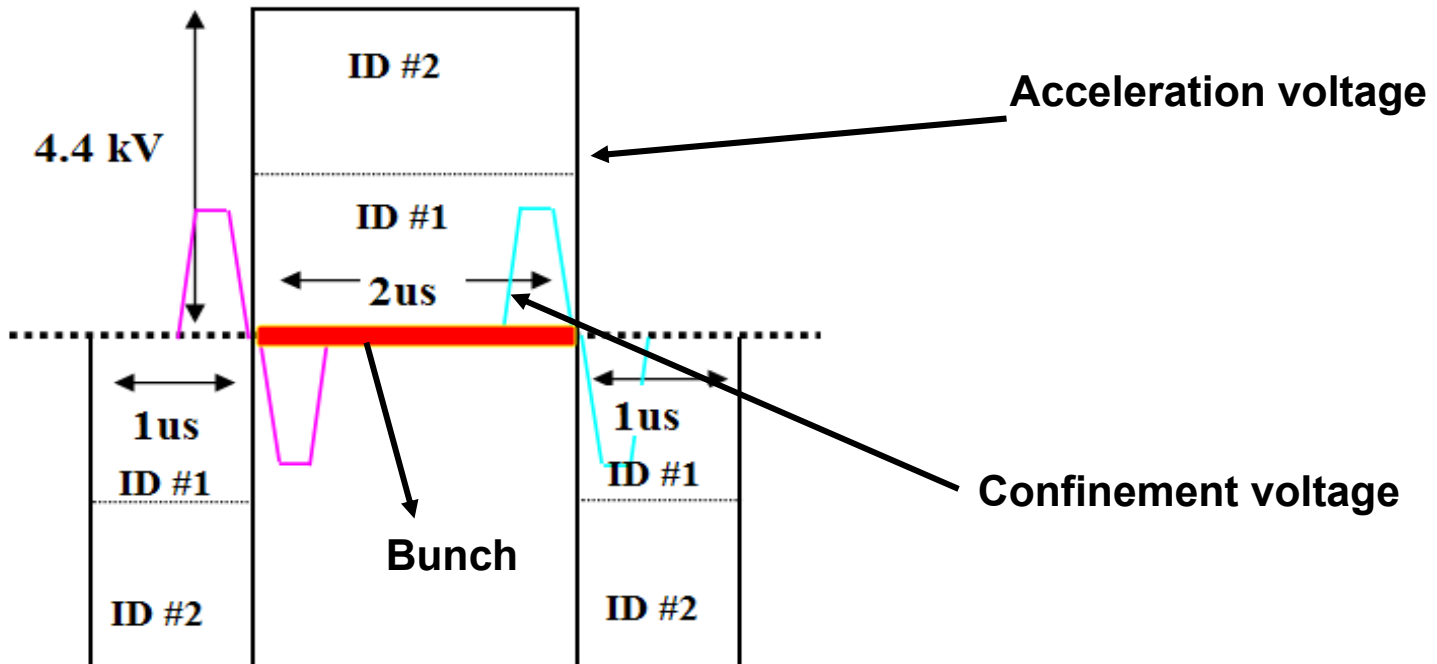 ID #2
Acceleration voltage
4.4 kV
ID #1
2us
1us
1us
ID #1
ID #1
Confinement voltage
Bunch
ID #2
ID #2